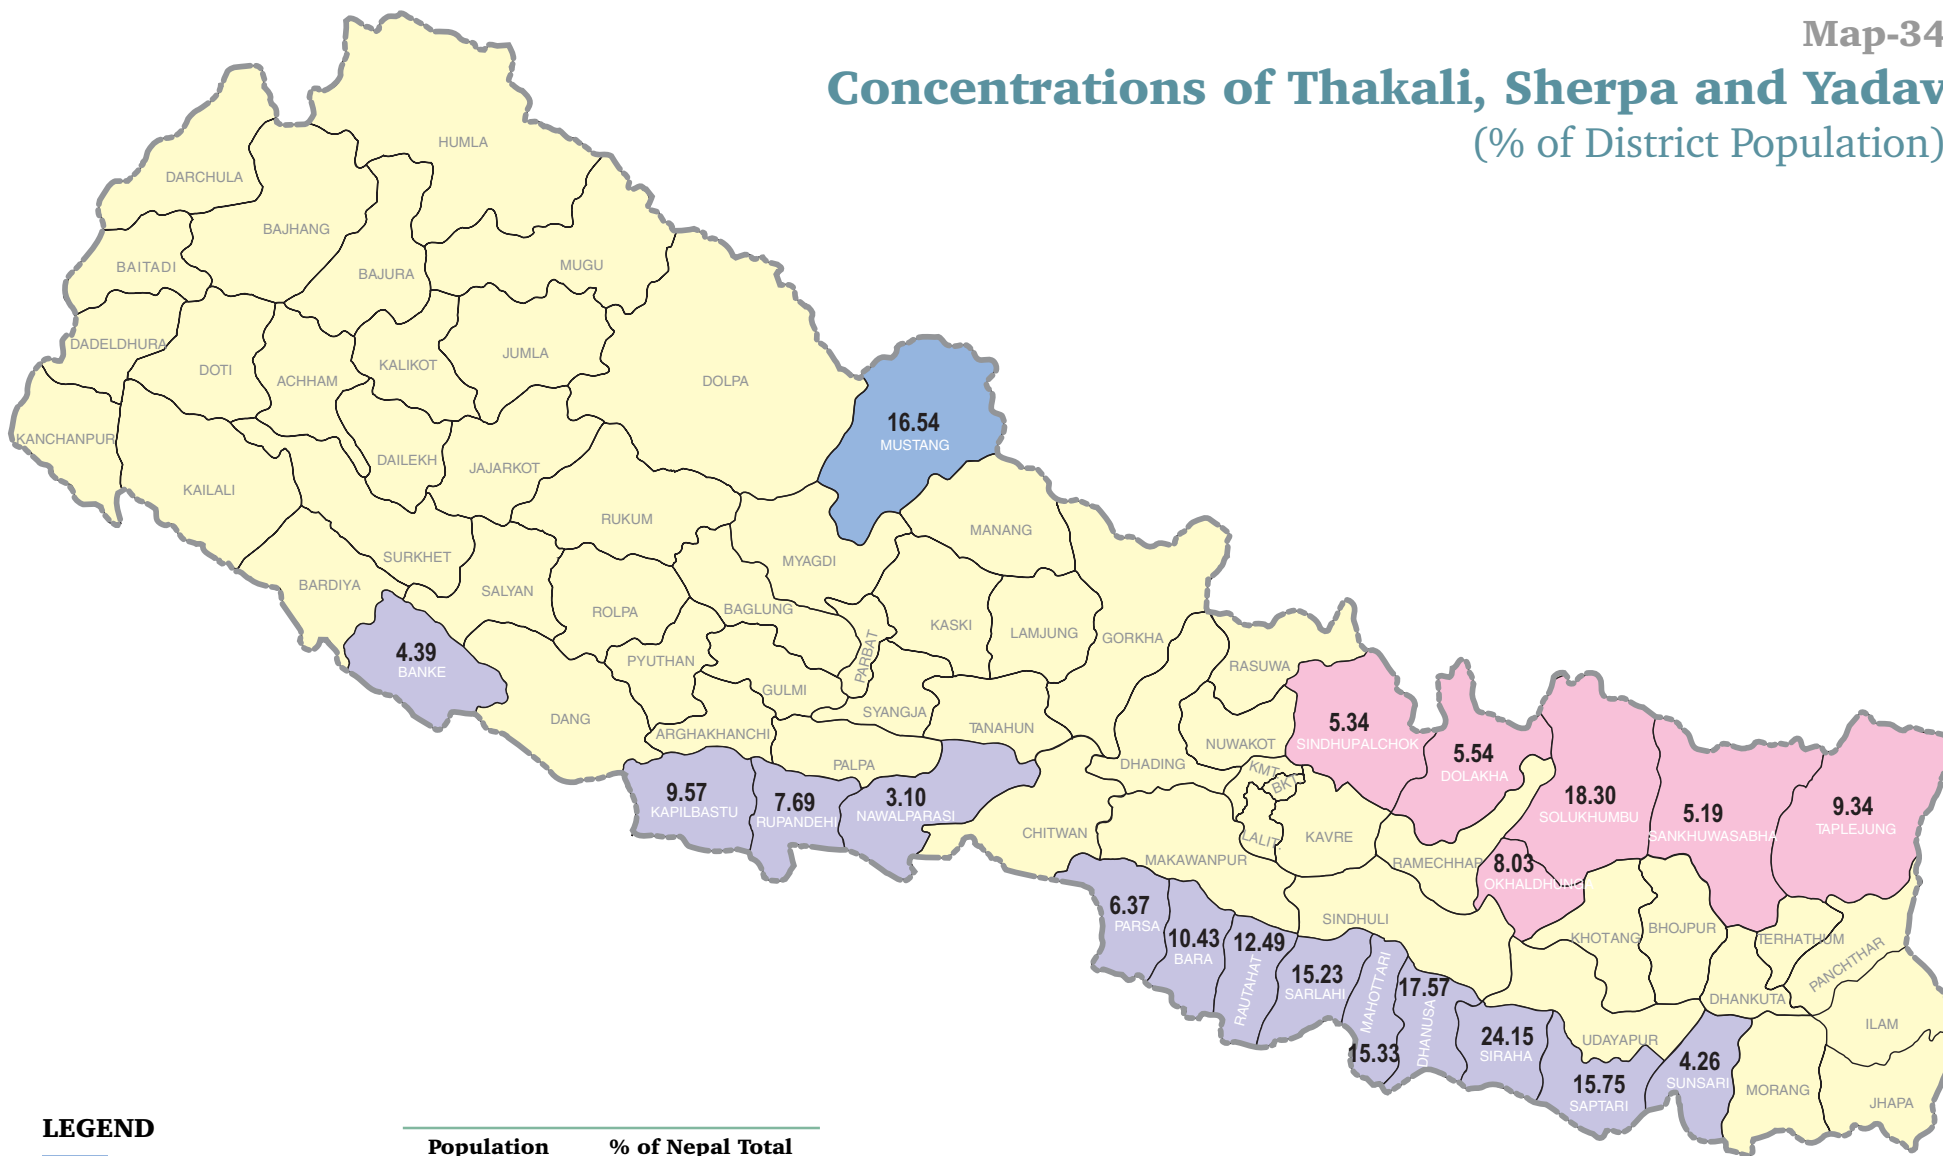 Map-34
Concentrations of Thakali, Sherpa and Yadav
(% of District Population)
HUMLA
DARCHULA
BAJHANG
BAITADI
BAJURA
MUGU
DADELDHURA
DOTI
ACHHAM
KALIKOT
JUMLA
DOLPA
16.54
MUSTANG
KANCHANPUR
KAILALI
DAILEKH
JAJARKOT
RUKUM
MANANG
SURKHET
BARDIYA
SALYAN
ROLPA
MYAGDI
BAGLUNG
PARBAT
KASKI
LAMJUNG
GORKHA
4.39
BANKE
PYUTHAN
GULMI
SYANGJA
TANAHUN
RASUWA
DANG
ARGHAKHANCHI
PALPA
NUWAKOT
DHADING
5.34
SINDHUPALCHOK
5.54
DOLAKHA
18.30
SOLUKHUMBU
5.19
SANKHUWASABHA
9.34
TAPLEJUNG
9.57
KAPILBASTU
7.69
RUPANDEHI
3.10
NAWALPARASI
CHITWAN
KMT.
BKT.
LALIT.
KAVRE
MAKAWANPUR
RAMECHHAP
8.03
OKHALDHUNGA
6.37
PARSA
10.43
BARA
12.49
RAUTAHAT
15.23
SARLAHI
MAHOTTARI
15.33
17.57
DHANUSA
SINDHULI
KHOTANG
BHOJPUR
TERHATHUM
PANCHTHAR
DHANKUTA
24.15
SIRAHA
UDAYAPUR
15.75
SAPTARI
4.26
SUNSARI
MORANG
ILAM
JHAPA
LEGEND
Population % of Nepal Total